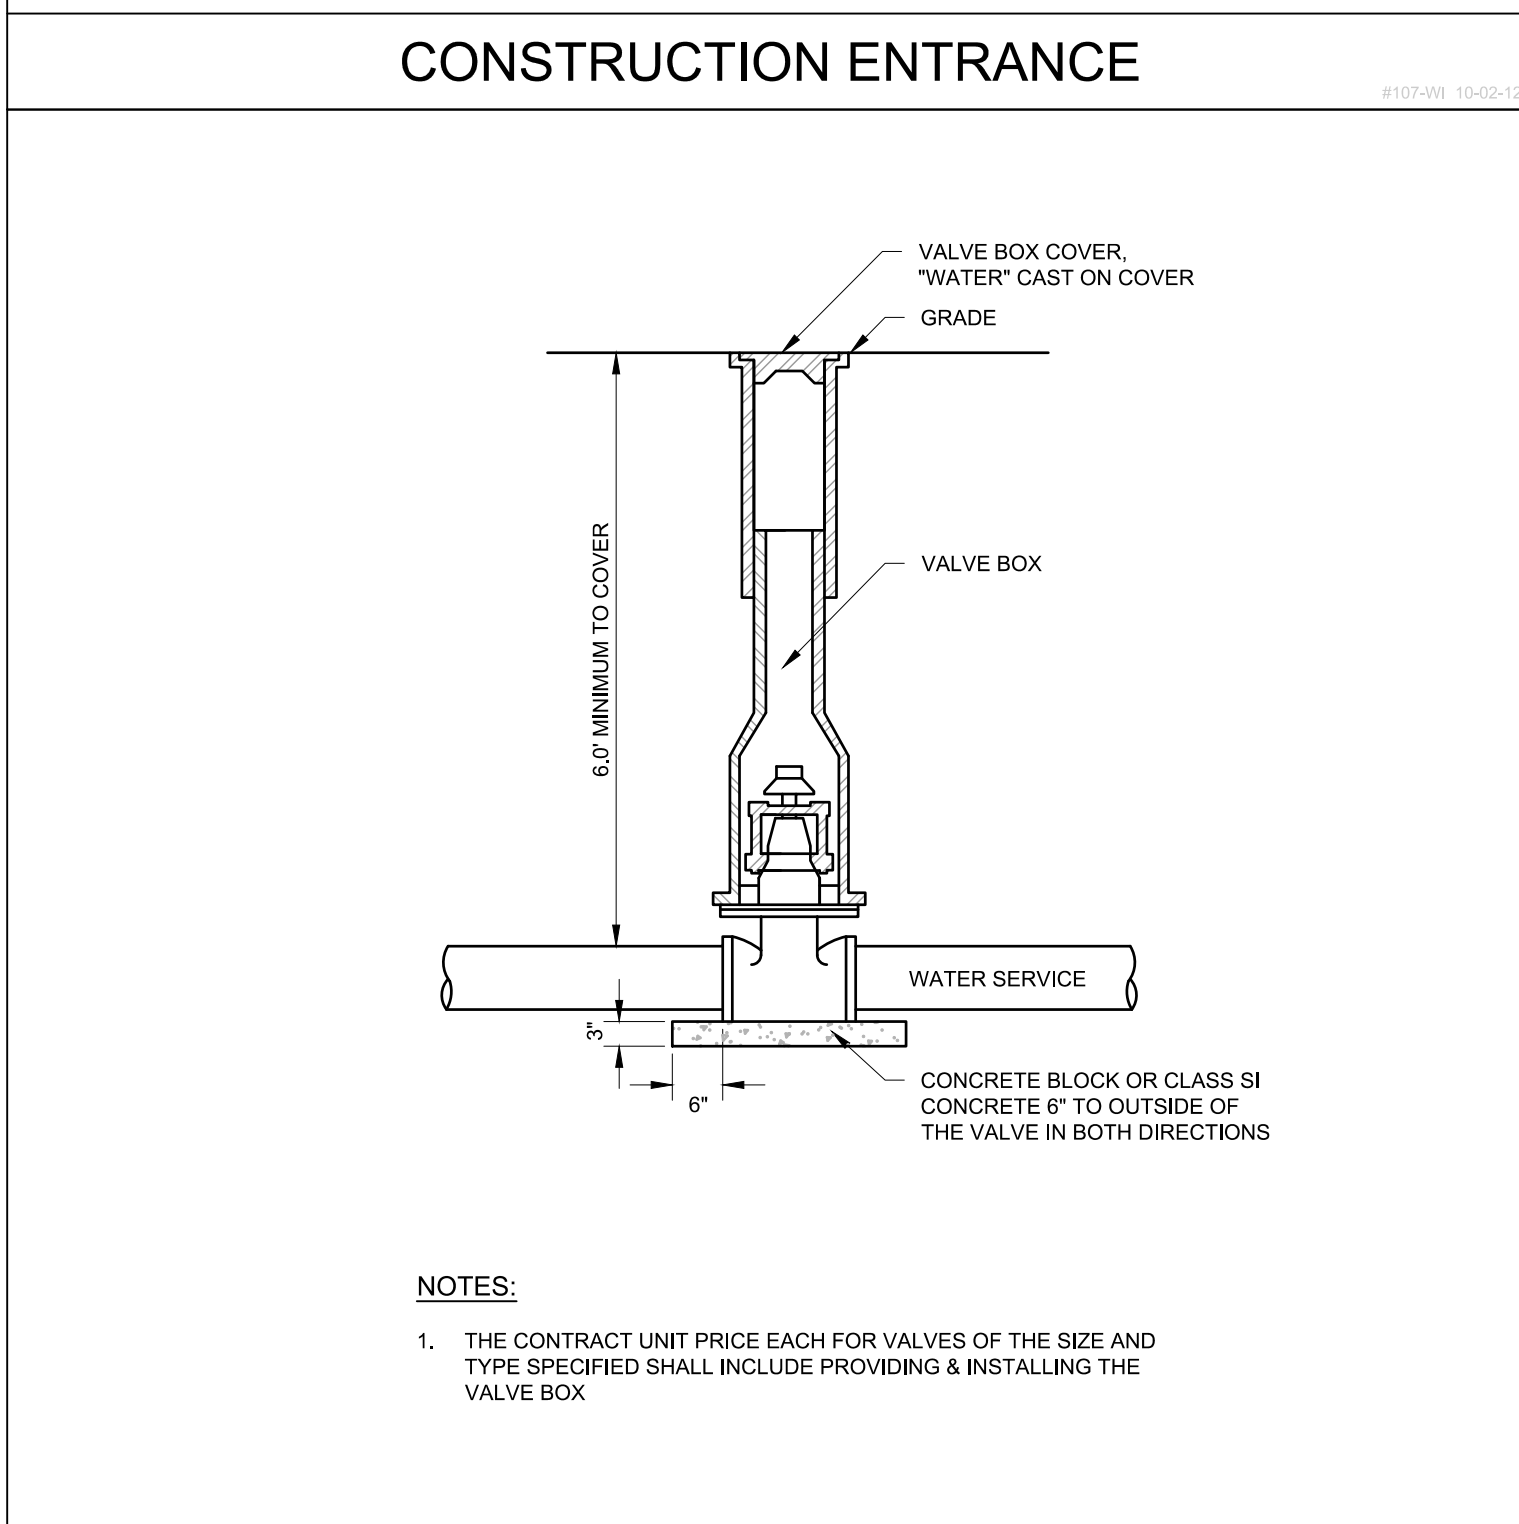 CONSTRUCTION ENTRANCE
#107-WI 10-02-12
VALVE BOX COVER,
"WATER" CAST ON COVER
GRADE
6.0' MINIMUM TO COVER
VALVE BOX
WATER SERVICE
3"
6"
CONCRETE BLOCK OR CLASS SI
CONCRETE 6" TO OUTSIDE OF
THE VALVE IN BOTH DIRECTIONS
NOTES:
1. THE CONTRACT UNIT PRICE EACH FOR VALVES OF THE SIZE AND
TYPE SPECIFIED SHALL INCLUDE PROVIDING & INSTALLING THE
VALVE BOX